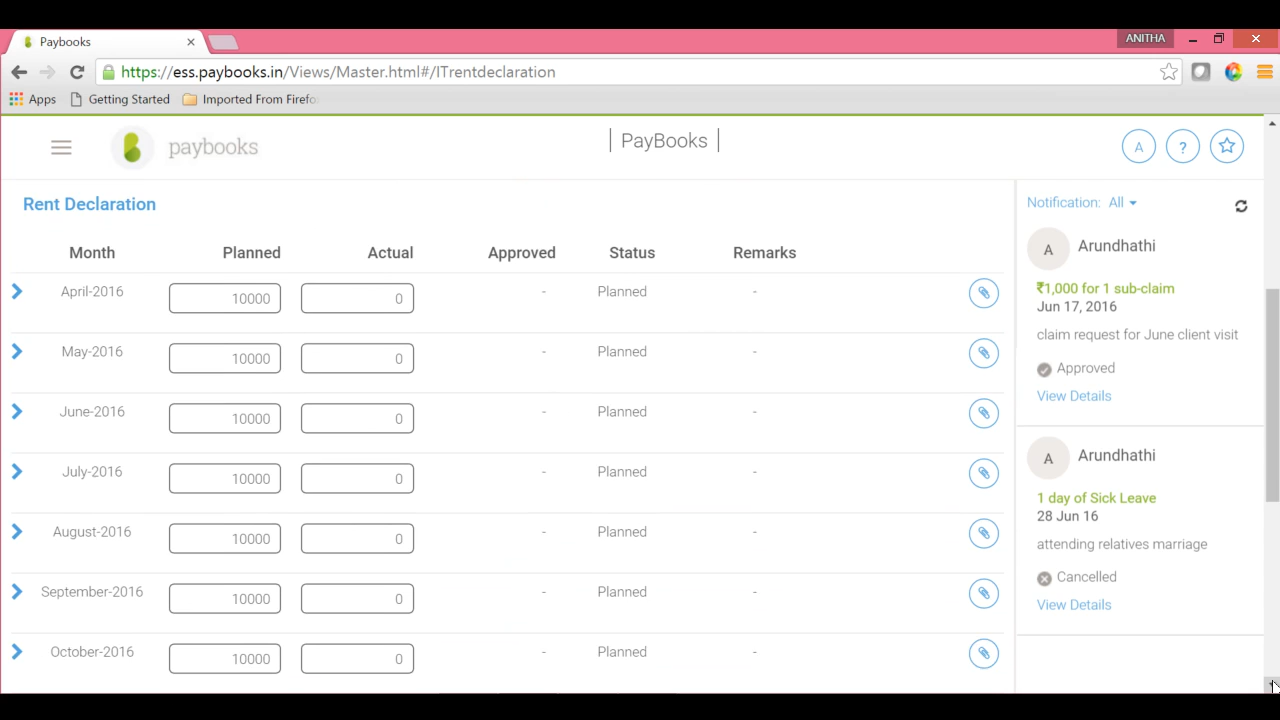 Paybooks
ANITHA
https://ess.paybooks.in/Views/Master.html#/ITrentdeclaration
Apps Getting Started Imported From Firefo
paybooks
PayBooks
A ?
Rent Declaration
Month Planned Actual Approved Status Remarks
April-2016 10000 0 - Planned -
May-2016 10000 0 - Planned -
June-2016 10000 0 - Planned -
July-2016 10000 0 - Planned -
August-2016 10000 0 - Planned -
September-2016 10000 0 - Planned -
October-2016 10000 0 - Planned -
Notification: All
A Arundhathi
₹1,000 for 1 sub-claim
Jun 17, 2016
claim request for June client visit
Approved
View Details
A Arundhathi
1 day of Sick Leave
28 Jun 16
attending relatives marriage
Cancelled
View Details